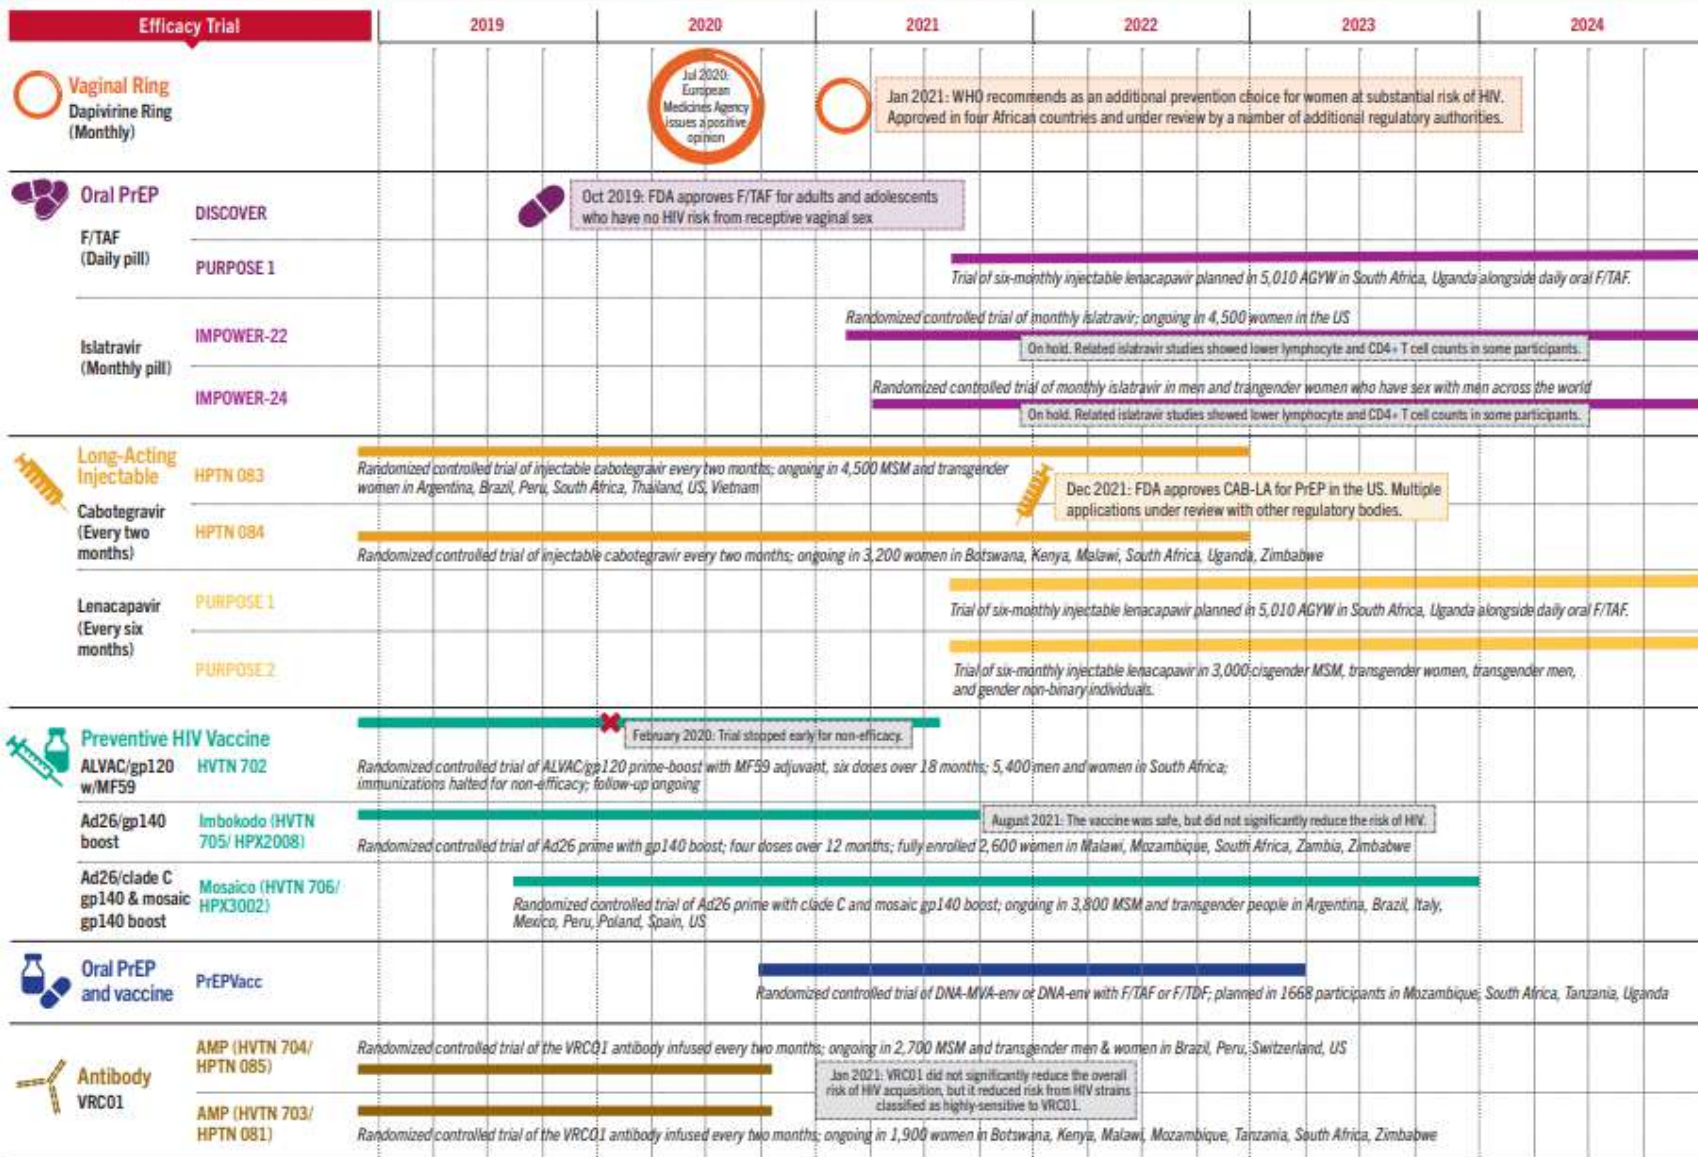 Efficacy Trial
2019
2020
2021
2022
2023
2024
Vaginal Ring
Dapivirine Ring
(Monthly)
Jul 2020:
European
Medicines Agency
issues a positive
opinion
Jan 2021: WHO recommends as an additional prevention choice for women at substantial risk of HIV.
Approved in four African countries and under review by a number of additional regulatory authorities.
Oral PrEP
F/TAF
(Daily pill)
DISCOVER
Oct 2019: FDA approves F/TAF for adults and adolescents
who have no HIV risk from receptive vaginal sex
PURPOSE 1
Trial of six-monthly injectable lenacapavir planned in 5,010 AGYW in South Africa, Uganda alongside daily oral F/TAF.
Islatravir
(Monthly pill)
IMPOWER-22
Randomized controlled trial of monthly islatravir; ongoing in 4,500 women in the US
On hold. Related islatravir studies showed lower lymphocyte and CD4+ T cell counts in some participants.
IMPOWER-24
Randomized controlled trial of monthly islatravir in men and trangender women who have sex with men across the world
On hold. Related islatravir studies showed lower lymphocyte and CD4+ T cell counts in some participants.
Long-Acting
Injectable
Cabotegravir
(Every two
months)
HPTN 083
Randomized controlled trial of injectable cabotegravir every two months; ongoing in 4,500 MSM and transgender
women in Argentina, Brazil, Peru, South Africa, Thailand, US, Vietnam
Dec 2021: FDA approves CAB-LA for PrEP in the US. Multiple
applications under review with other regulatory bodies.
HPTN 084
Randomized controlled trial of injectable cabotegravir every two months; ongoing in 3,200 women in Botswana, Kenya, Malawi, South Africa, Uganda, Zimbabwe
Lenacapavir
(Every six
months)
PURPOSE 1
Trial of six-monthly injectable lenacapavir planned in 5,010 AGYW in South Africa, Uganda alongside daily oral F/TAF.
PURPOSE 2
Trial of six-monthly injectable lenacapavir in 3,000 cisgender MSM, transgender women, transgender men,
and gender non-binary individuals.
Preventive HIV Vaccine
ALVAC/gp120
w/MF59
HVTN 702
February 2020: Trial stopped early for non-efficacy.
Randomized controlled trial of ALVAC/gp120 prime-boost with MF59 adjuvant, six doses over 18 months; 5,400 men and women in South Africa;
immunizations halted for non-efficacy; follow-up ongoing
Ad26/gp140
boost
Imbokodo (HVTN
705/ HPX2008)
August 2021: The vaccine was safe, but did not significantly reduce the risk of HIV.
Randomized controlled trial of Ad26 prime with gp140 boost; four doses over 12 months; fully enrolled 2,600 women in Malawi, Mozambique, South Africa, Zambia, Zimbabwe
Ad26/clade C
gp140 & mosaic
gp140 boost
Mosaico (HVTN 706/
HPX3002)
Randomized controlled trial of Ad26 prime with clade C and mosaic gp140 boost; ongoing in 3,800 MSM and transgender people in Argentina, Brazil, Italy,
Mexico, Peru, Poland, Spain, US
Oral PrEP
and vaccine
PrEPVacc
Randomized controlled trial of DNA-MVA-env or DNA-env with F/TAF or F/TDF; planned in 1668 participants in Mozambique, South Africa, Tanzania, Uganda
Antibody
VRC01
AMP (HVTN 704/
HPTN 085)
Randomized controlled trial of the VRC01 antibody infused every two months; ongoing in 2,700 MSM and transgender men & women in Brazil, Peru, Switzerland, US
Jan 2021: VRC01 did not significantly reduce the overall
risk of HIV acquisition, but it reduced risk from HIV strains
classified as highly-sensitive to VRC01.
AMP (HVTN 703/
HPTN 081)
Randomized controlled trial of the VRC01 antibody infused every two months; ongoing in 1,900 women in Botswana, Kenya, Malawi, Mozambique, Tanzania, South Africa, Zimbabwe